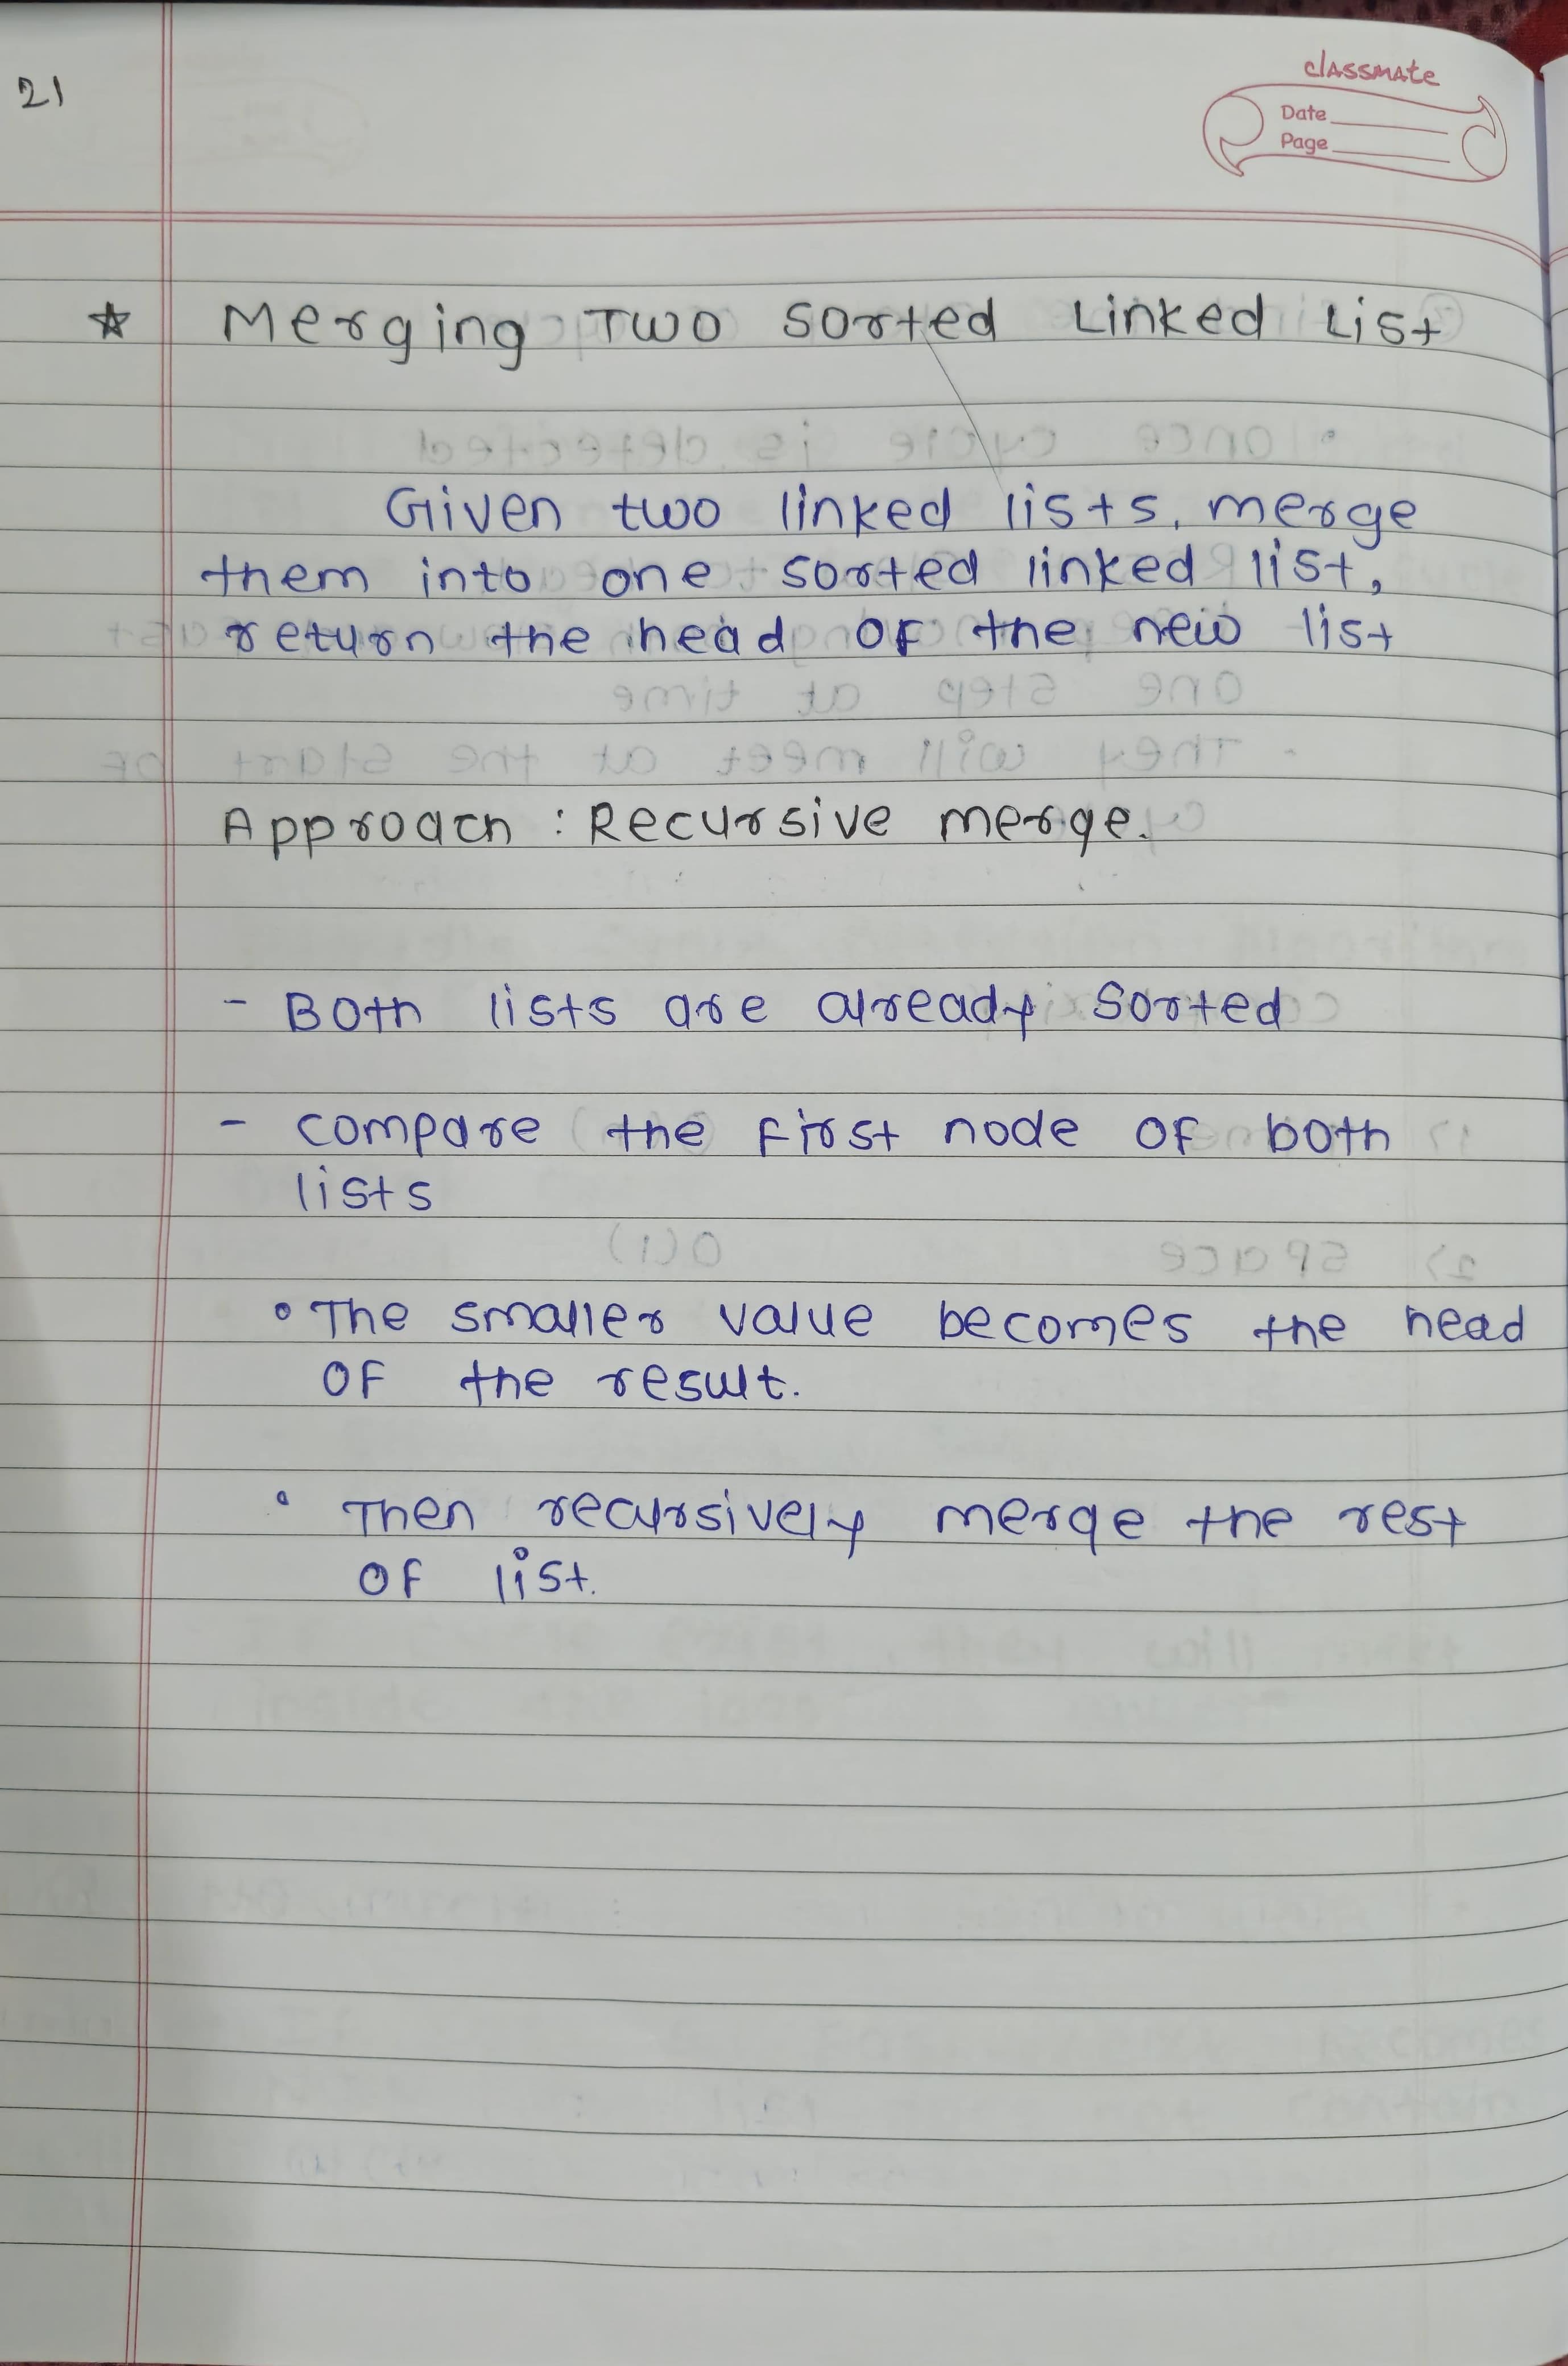 21
classmate
Date
Page
☆ Merging Two Sorted Linked List
Given two linked lists, merge
them into one sorted linked list,
return the head of the new list
Approach : Recursive merge.
- Both lists are already sorted
- compare the first node of both
lists
• The smaller value becomes the head
of the result.
• Then recursively merge the rest
of list.